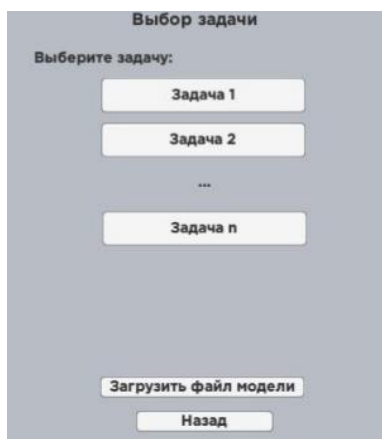 Выбор задачи
Выберите задачу:
Задача 1
Задача 2
...
Задача n
Загрузить файл модели
Назад